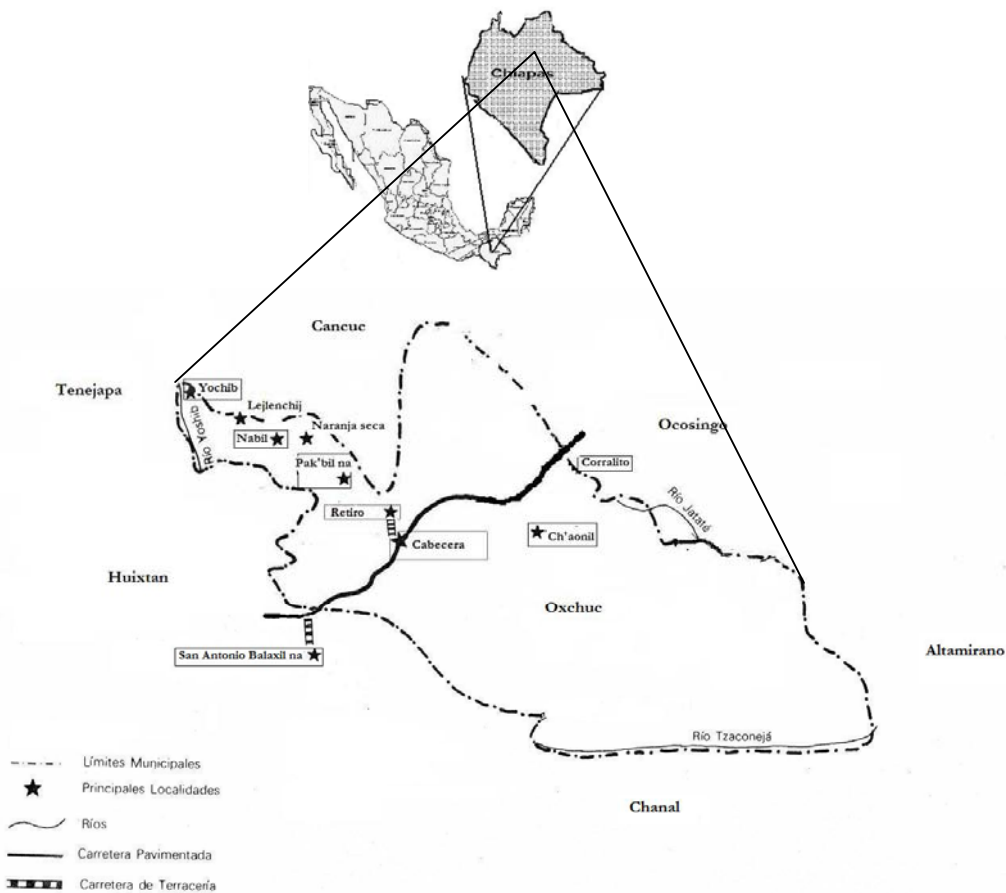 Chiapas
Cancuc
Tenejapa
Yochib
Lejlenchij
Río Yoshib
Naranja seca
Nabil
Ocosingo
Pak'bil na
Corralito
Río Jataté
Retiro
Ch'aonil
Cabecera
Huixtan
Oxchuc
San Antonio Balaxil na
Altamirano
Río Tzaconejá
Chanal
Límites Municipales
Principales Localidades
Ríos
Carretera Pavimentada
Carretera de Terracería